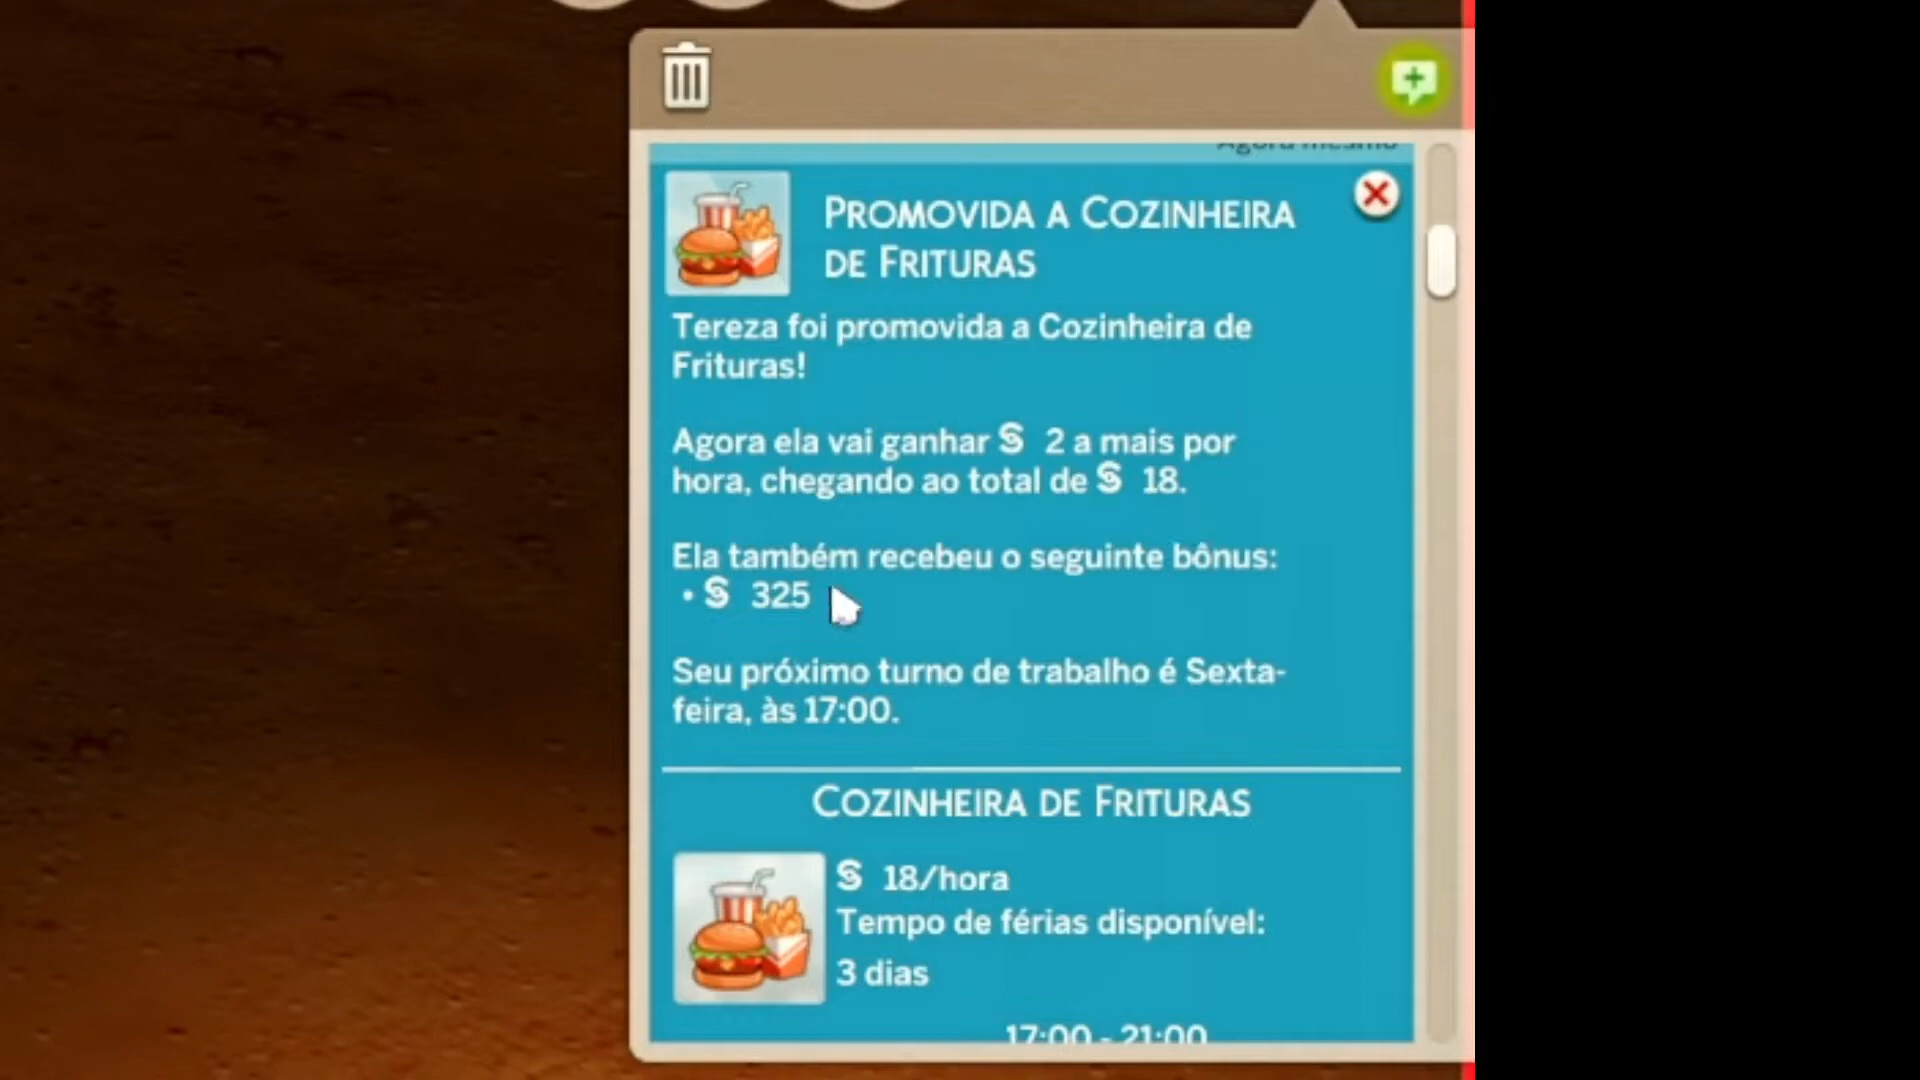 Agora mesmo
PROMOVIDA A COZINHEIRA
DE FRITURAS
Tereza foi promovida a Cozinheira de
Frituras!
Agora ela vai ganhar § 2 a mais por
hora, chegando ao total de § 18.
Ela também recebeu o seguinte bônus:
• § 325
Seu próximo turno de trabalho é Sexta-
feira, às 17:00.
COZINHEIRA DE FRITURAS
§ 18/hora
Tempo de férias disponível:
3 dias
17:00 - 21:00